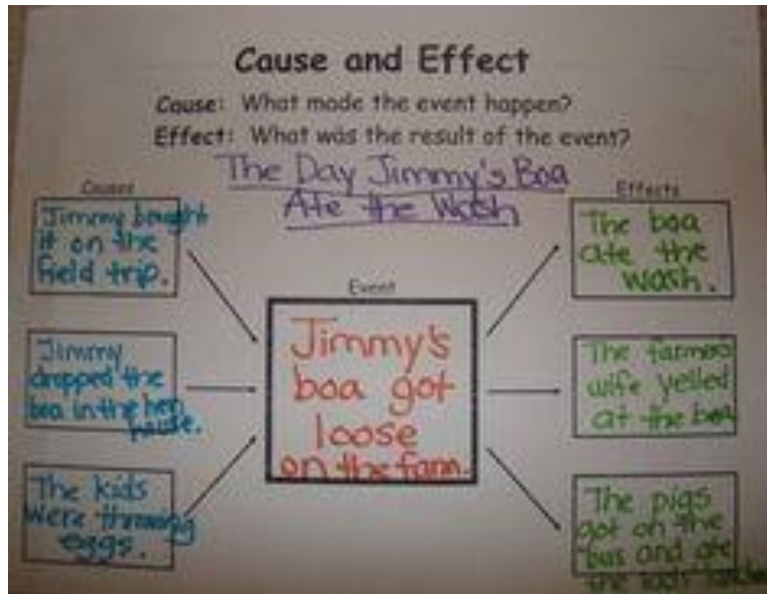 Cause and Effect
Cause: What made the event happen?
Effect: What was the result of the event?
The Day Jimmy's Boa
Ate the Wash
Causes
Jimmy bought
it on the
field trip.
Jimmy
dropped the
boa in the hen
house.
The kids
were throwing
eggs.
Event
Jimmy's
boa got
loose
on the farm.
Effects
The boa
ate the
wash.
The farmer's
wife yelled
at the boa
The pigs
got on the
bus and ate
the kids'